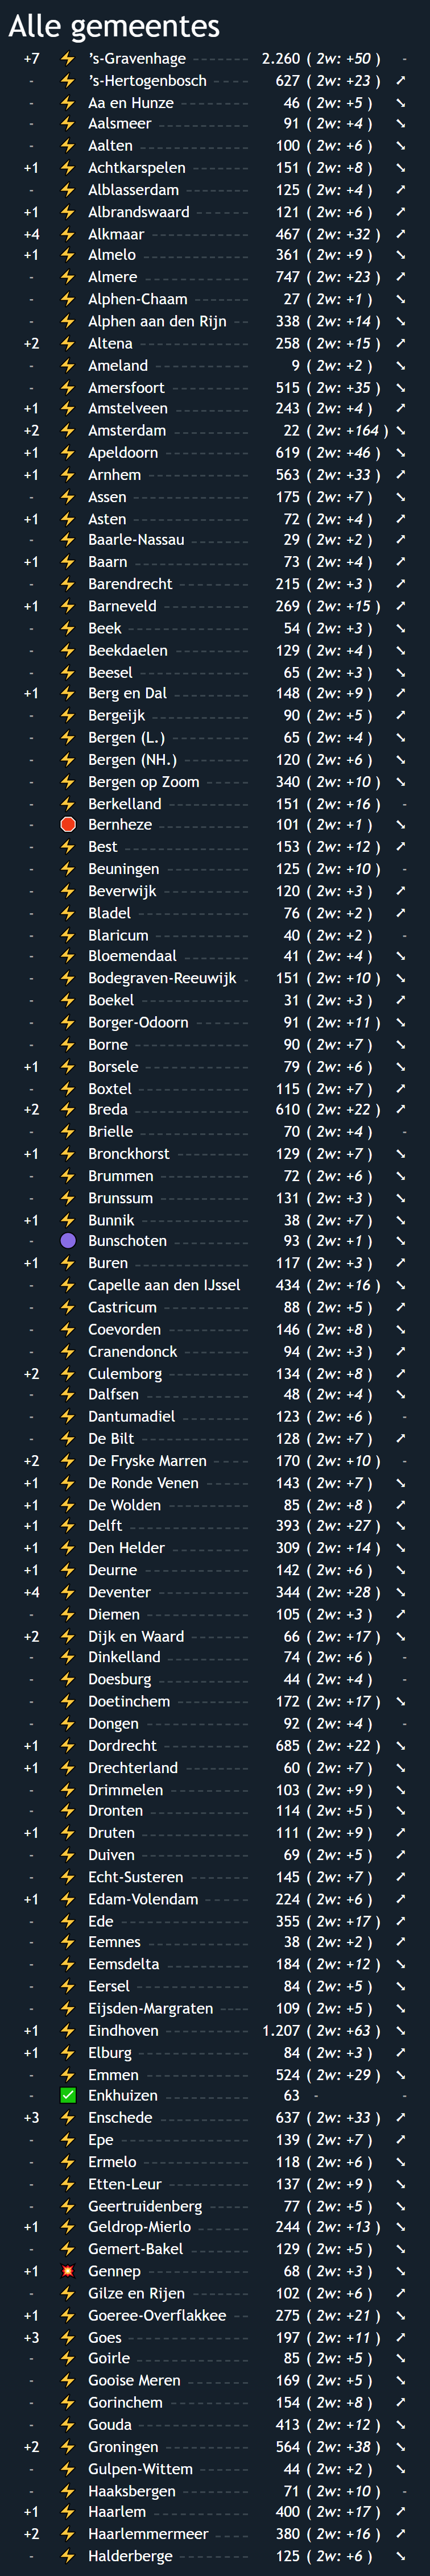 Alle gemeentes
+7 ⚡ ’s-Gravenhage 2.260 ( 2w: +50 ) -
- ⚡ ’s-Hertogenbosch 627 ( 2w: +23 ) ➚
- ⚡ Aa en Hunze 46 ( 2w: +5 ) ➘
- ⚡ Aalsmeer 91 ( 2w: +4 ) ➘
- ⚡ Aalten 100 ( 2w: +6 ) ➘
+1 ⚡ Achtkarspelen 151 ( 2w: +8 ) ➘
- ⚡ Alblasserdam 125 ( 2w: +4 ) ➚
+1 ⚡ Albrandswaard 121 ( 2w: +6 ) ➚
+4 ⚡ Alkmaar 467 ( 2w: +32 ) ➚
+1 ⚡ Almelo 361 ( 2w: +9 ) ➘
- ⚡ Almere 747 ( 2w: +23 ) ➚
- ⚡ Alphen-Chaam 27 ( 2w: +1 ) ➘
- ⚡ Alphen aan den Rijn 338 ( 2w: +14 ) ➘
+2 ⚡ Altena 258 ( 2w: +15 ) ➚
- ⚡ Ameland 9 ( 2w: +2 ) ➘
- ⚡ Amersfoort 515 ( 2w: +35 ) ➘
+1 ⚡ Amstelveen 243 ( 2w: +4 ) ➚
+2 ⚡ Amsterdam 22 ( 2w: +164 ) ➘
+1 ⚡ Apeldoorn 619 ( 2w: +46 ) ➘
+1 ⚡ Arnhem 563 ( 2w: +33 ) ➚
- ⚡ Assen 175 ( 2w: +7 ) ➘
+1 ⚡ Asten 72 ( 2w: +4 ) ➚
- ⚡ Baarle-Nassau 29 ( 2w: +2 ) ➘
+1 ⚡ Baarn 73 ( 2w: +4 ) ➚
- ⚡ Barendrecht 215 ( 2w: +3 ) ➚
+1 ⚡ Barneveld 269 ( 2w: +15 ) ➚
- ⚡ Beek 54 ( 2w: +3 ) ➘
- ⚡ Beekdaelen 129 ( 2w: +4 ) ➘
- ⚡ Beesel 65 ( 2w: +3 ) ➘
+1 ⚡ Berg en Dal 148 ( 2w: +9 ) ➚
- ⚡ Bergeijk 90 ( 2w: +5 ) ➚
- ⚡ Bergen (L.) 65 ( 2w: +4 ) ➘
- ⚡ Bergen (NH.) 120 ( 2w: +6 ) ➘
- ⚡ Bergen op Zoom 340 ( 2w: +10 ) ➘
- ⚡ Berkelland 151 ( 2w: +16 ) -
- 🛑 Bernheze 101 ( 2w: +1 ) ➘
- ⚡ Best 153 ( 2w: +12 ) ➚
- ⚡ Beuningen 125 ( 2w: +10 ) -
- ⚡ Beverwijk 120 ( 2w: +3 ) ➚
- ⚡ Bladel 76 ( 2w: +2 ) ➚
- ⚡ Blaricum 40 ( 2w: +2 ) -
- ⚡ Bloemendaal 41 ( 2w: +4 ) ➘
- ⚡ Bodegraven-Reeuwijk 151 ( 2w: +10 ) ➘
- ⚡ Boekel 31 ( 2w: +3 ) ➚
- ⚡ Borger-Odoorn 91 ( 2w: +11 ) ➘
- ⚡ Borne 90 ( 2w: +7 ) ➘
+1 ⚡ Borsele 79 ( 2w: +6 ) ➘
- ⚡ Boxtel 115 ( 2w: +7 ) ➚
+2 ⚡ Breda 610 ( 2w: +22 ) ➚
- ⚡ Brielle 70 ( 2w: +4 ) -
+1 ⚡ Bronckhorst 129 ( 2w: +7 ) ➘
- ⚡ Brummen 72 ( 2w: +6 ) ➘
- ⚡ Brunssum 131 ( 2w: +3 ) ➘
+1 ⚡ Bunnik 38 ( 2w: +7 ) ➘
- 🟣 Bunschoten 93 ( 2w: +1 ) ➘
+1 ⚡ Buren 117 ( 2w: +3 ) ➚
- ⚡ Capelle aan den IJssel 434 ( 2w: +16 ) ➘
- ⚡ Castricum 88 ( 2w: +5 ) ➚
- ⚡ Coevorden 146 ( 2w: +8 ) ➘
- ⚡ Cranendonck 94 ( 2w: +3 ) ➚
+2 ⚡ Culemborg 134 ( 2w: +8 ) ➚
- ⚡ Dalfsen 48 ( 2w: +4 ) ➘
- ⚡ Dantumadiel 123 ( 2w: +6 ) -
- ⚡ De Bilt 128 ( 2w: +7 ) ➚
+2 ⚡ De Fryske Marren 170 ( 2w: +10 ) -
+1 ⚡ De Ronde Venen 143 ( 2w: +7 ) ➘
+1 ⚡ De Wolden 85 ( 2w: +8 ) ➚
+1 ⚡ Delft 393 ( 2w: +27 ) ➘
+1 ⚡ Den Helder 309 ( 2w: +14 ) ➘
+1 ⚡ Deurne 142 ( 2w: +6 ) ➘
+4 ⚡ Deventer 344 ( 2w: +28 ) ➘
- ⚡ Diemen 105 ( 2w: +3 ) ➚
+2 ⚡ Dijk en Waard 66 ( 2w: +17 ) ➘
- ⚡ Dinkelland 74 ( 2w: +6 ) -
- ⚡ Doesburg 44 ( 2w: +4 ) -
- ⚡ Doetinchem 172 ( 2w: +17 ) ➘
- ⚡ Dongen 92 ( 2w: +4 ) -
+1 ⚡ Dordrecht 685 ( 2w: +22 ) ➘
+1 ⚡ Drechterland 60 ( 2w: +7 ) ➘
- ⚡ Drimmelen 103 ( 2w: +9 ) ➘
- ⚡ Dronten 114 ( 2w: +5 ) ➘
+1 ⚡ Druten 111 ( 2w: +9 ) ➚
- ⚡ Duiven 69 ( 2w: +5 ) ➚
- ⚡ Echt-Susteren 145 ( 2w: +7 ) ➚
+1 ⚡ Edam-Volendam 224 ( 2w: +6 ) ➚
- ⚡ Ede 355 ( 2w: +17 ) ➚
- ⚡ Eemnes 38 ( 2w: +2 ) ➚
- ⚡ Eemsdelta 184 ( 2w: +12 ) ➘
- ⚡ Eersel 84 ( 2w: +5 ) ➘
- ⚡ Eijsden-Margraten 109 ( 2w: +5 ) ➘
+1 ⚡ Eindhoven 1.207 ( 2w: +63 ) ➘
+1 ⚡ Elburg 84 ( 2w: +3 ) ➚
- ⚡ Emmen 524 ( 2w: +29 ) ➘
- ✅ Enkhuizen 63 - -
+3 ⚡ Enschede 637 ( 2w: +33 ) ➚
- ⚡ Epe 139 ( 2w: +7 ) ➚
- ⚡ Ermelo 118 ( 2w: +6 ) ➘
- ⚡ Etten-Leur 137 ( 2w: +9 ) ➘
- ⚡ Geertruidenberg 77 ( 2w: +5 ) ➘
+1 ⚡ Geldrop-Mierlo 244 ( 2w: +13 ) ➘
- ⚡ Gemert-Bakel 129 ( 2w: +5 ) ➘
+1 💥 Gennep 68 ( 2w: +3 ) ➘
- ⚡ Gilze en Rijen 102 ( 2w: +6 ) ➚
+1 ⚡ Goeree-Overflakkee 275 ( 2w: +21 ) ➘
+3 ⚡ Goes 197 ( 2w: +11 ) ➚
- ⚡ Goirle 85 ( 2w: +5 ) ➘
- ⚡ Gooise Meren 169 ( 2w: +5 ) ➘
- ⚡ Gorinchem 154 ( 2w: +8 ) ➚
- ⚡ Gouda 413 ( 2w: +12 ) ➘
+2 ⚡ Groningen 564 ( 2w: +38 ) ➘
- ⚡ Gulpen-Wittem 44 ( 2w: +2 ) ➘
- ⚡ Haaksbergen 71 ( 2w: +10 ) -
+1 ⚡ Haarlem 400 ( 2w: +17 ) ➚
+2 ⚡ Haarlemmermeer 380 ( 2w: +16 ) ➚
- ⚡ Halderberge 125 ( 2w: +6 ) ➘